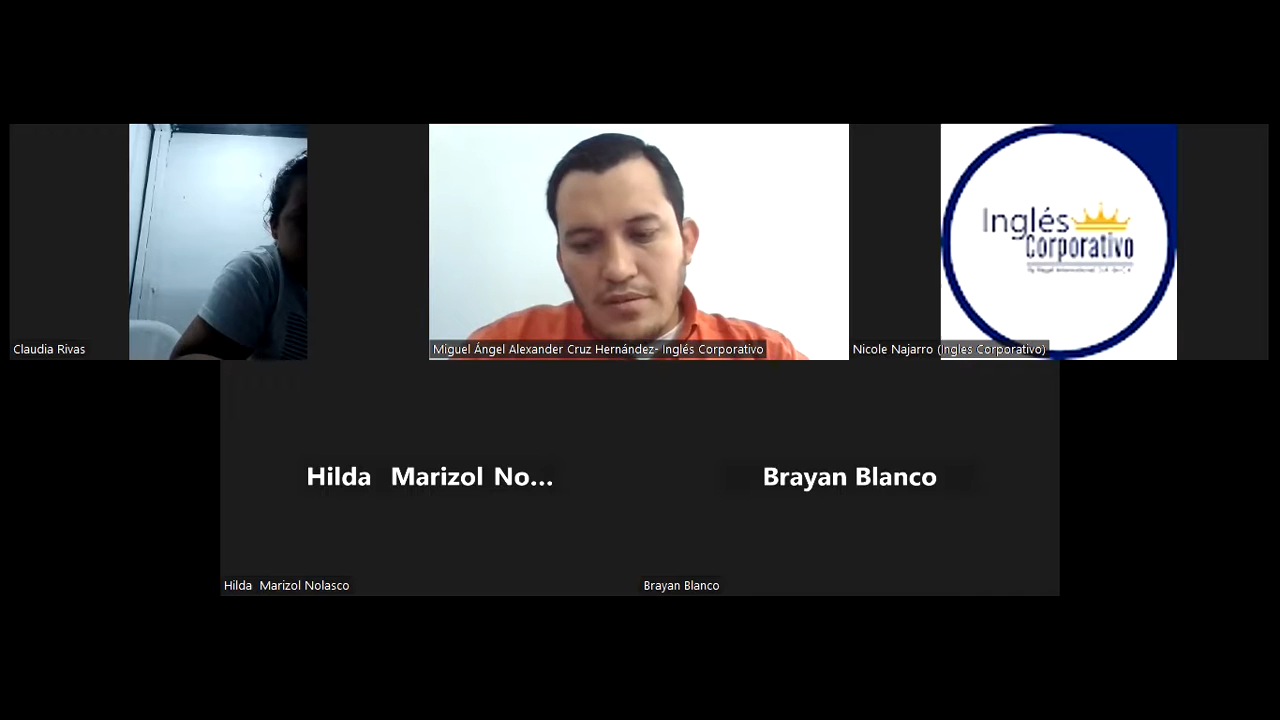 Inglés
Corporativo
Claudia Rivas
Miguel Ángel Alexander Cruz Hernández- Inglés Corporativo
Nicole Najarro (Ingles Corporativo)
Hilda Marizol No...
Brayan Blanco
Hilda Marizol Nolasco
Brayan Blanco